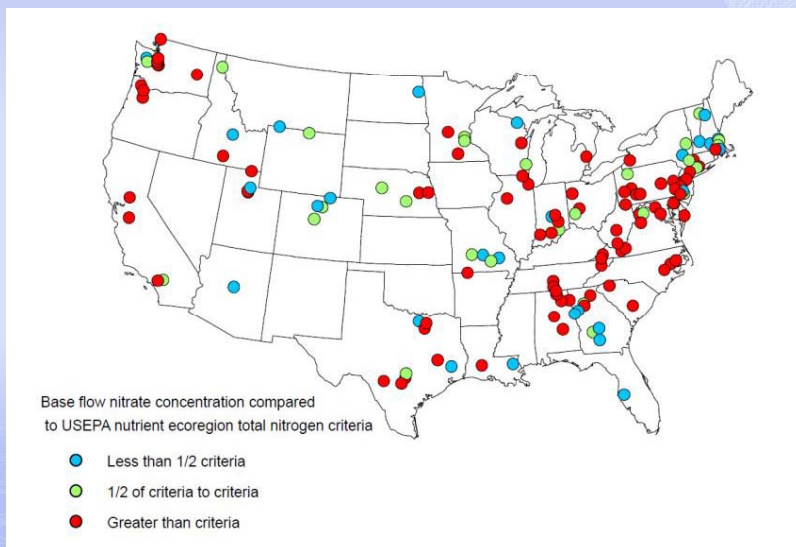 Base flow nitrate concentration compared
to USEPA nutrient ecoregion total nitrogen criteria
Less than 1/2 criteria
1/2 of criteria to criteria
Greater than criteria